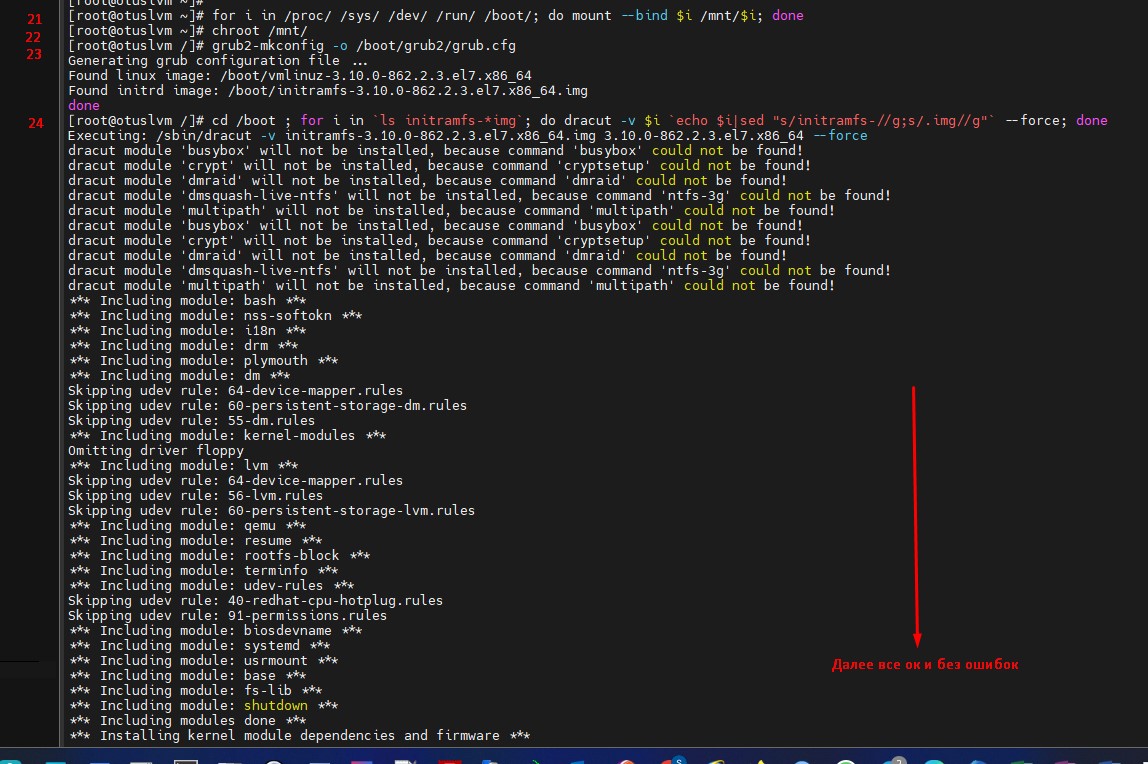 [root@otuslvm ~]#
21 [root@otuslvm ~]# for i in /proc/ /sys/ /dev/ /run/ /boot/; do mount --bind $i /mnt/$i; done
22 [root@otuslvm ~]# chroot /mnt/
23 [root@otuslvm /]# grub2-mkconfig -o /boot/grub2/grub.cfg
Generating grub configuration file ...
Found linux image: /boot/vmlinuz-3.10.0-862.2.3.el7.x86_64
Found initrd image: /boot/initramfs-3.10.0-862.2.3.el7.x86_64.img
done
24 [root@otuslvm /]# cd /boot ; for i in `ls initramfs-*img`; do dracut -v $i `echo $i|sed "s/initramfs-//g;s/.img//g"` --force; done
Executing: /sbin/dracut -v initramfs-3.10.0-862.2.3.el7.x86_64.img 3.10.0-862.2.3.el7.x86_64 --force
dracut module 'busybox' will not be installed, because command 'busybox' could not be found!
dracut module 'crypt' will not be installed, because command 'cryptsetup' could not be found!
dracut module 'dmraid' will not be installed, because command 'dmraid' could not be found!
dracut module 'dmsquash-live-ntfs' will not be installed, because command 'ntfs-3g' could not be found!
dracut module 'multipath' will not be installed, because command 'multipath' could not be found!
dracut module 'busybox' will not be installed, because command 'busybox' could not be found!
dracut module 'crypt' will not be installed, because command 'cryptsetup' could not be found!
dracut module 'dmraid' will not be installed, because command 'dmraid' could not be found!
dracut module 'dmsquash-live-ntfs' will not be installed, because command 'ntfs-3g' could not be found!
dracut module 'multipath' will not be installed, because command 'multipath' could not be found!
*** Including module: bash ***
*** Including module: nss-softokn ***
*** Including module: i18n ***
*** Including module: drm ***
*** Including module: plymouth ***
*** Including module: dm ***
Skipping udev rule: 64-device-mapper.rules
Skipping udev rule: 60-persistent-storage-dm.rules
Skipping udev rule: 55-dm.rules
*** Including module: kernel-modules ***
Omitting driver floppy
*** Including module: lvm ***
Skipping udev rule: 64-device-mapper.rules
Skipping udev rule: 56-lvm.rules
Skipping udev rule: 60-persistent-storage-lvm.rules
*** Including module: qemu ***
*** Including module: resume ***
*** Including module: rootfs-block ***
*** Including module: terminfo ***
*** Including module: udev-rules ***
Skipping udev rule: 40-redhat-cpu-hotplug.rules
Skipping udev rule: 91-permissions.rules
*** Including module: biosdevname ***
*** Including module: systemd ***
*** Including module: usrmount ***
Далее все ок и без ошибок
*** Including module: base ***
*** Including module: fs-lib ***
*** Including module: shutdown ***
*** Including modules done ***
*** Installing kernel module dependencies and firmware ***